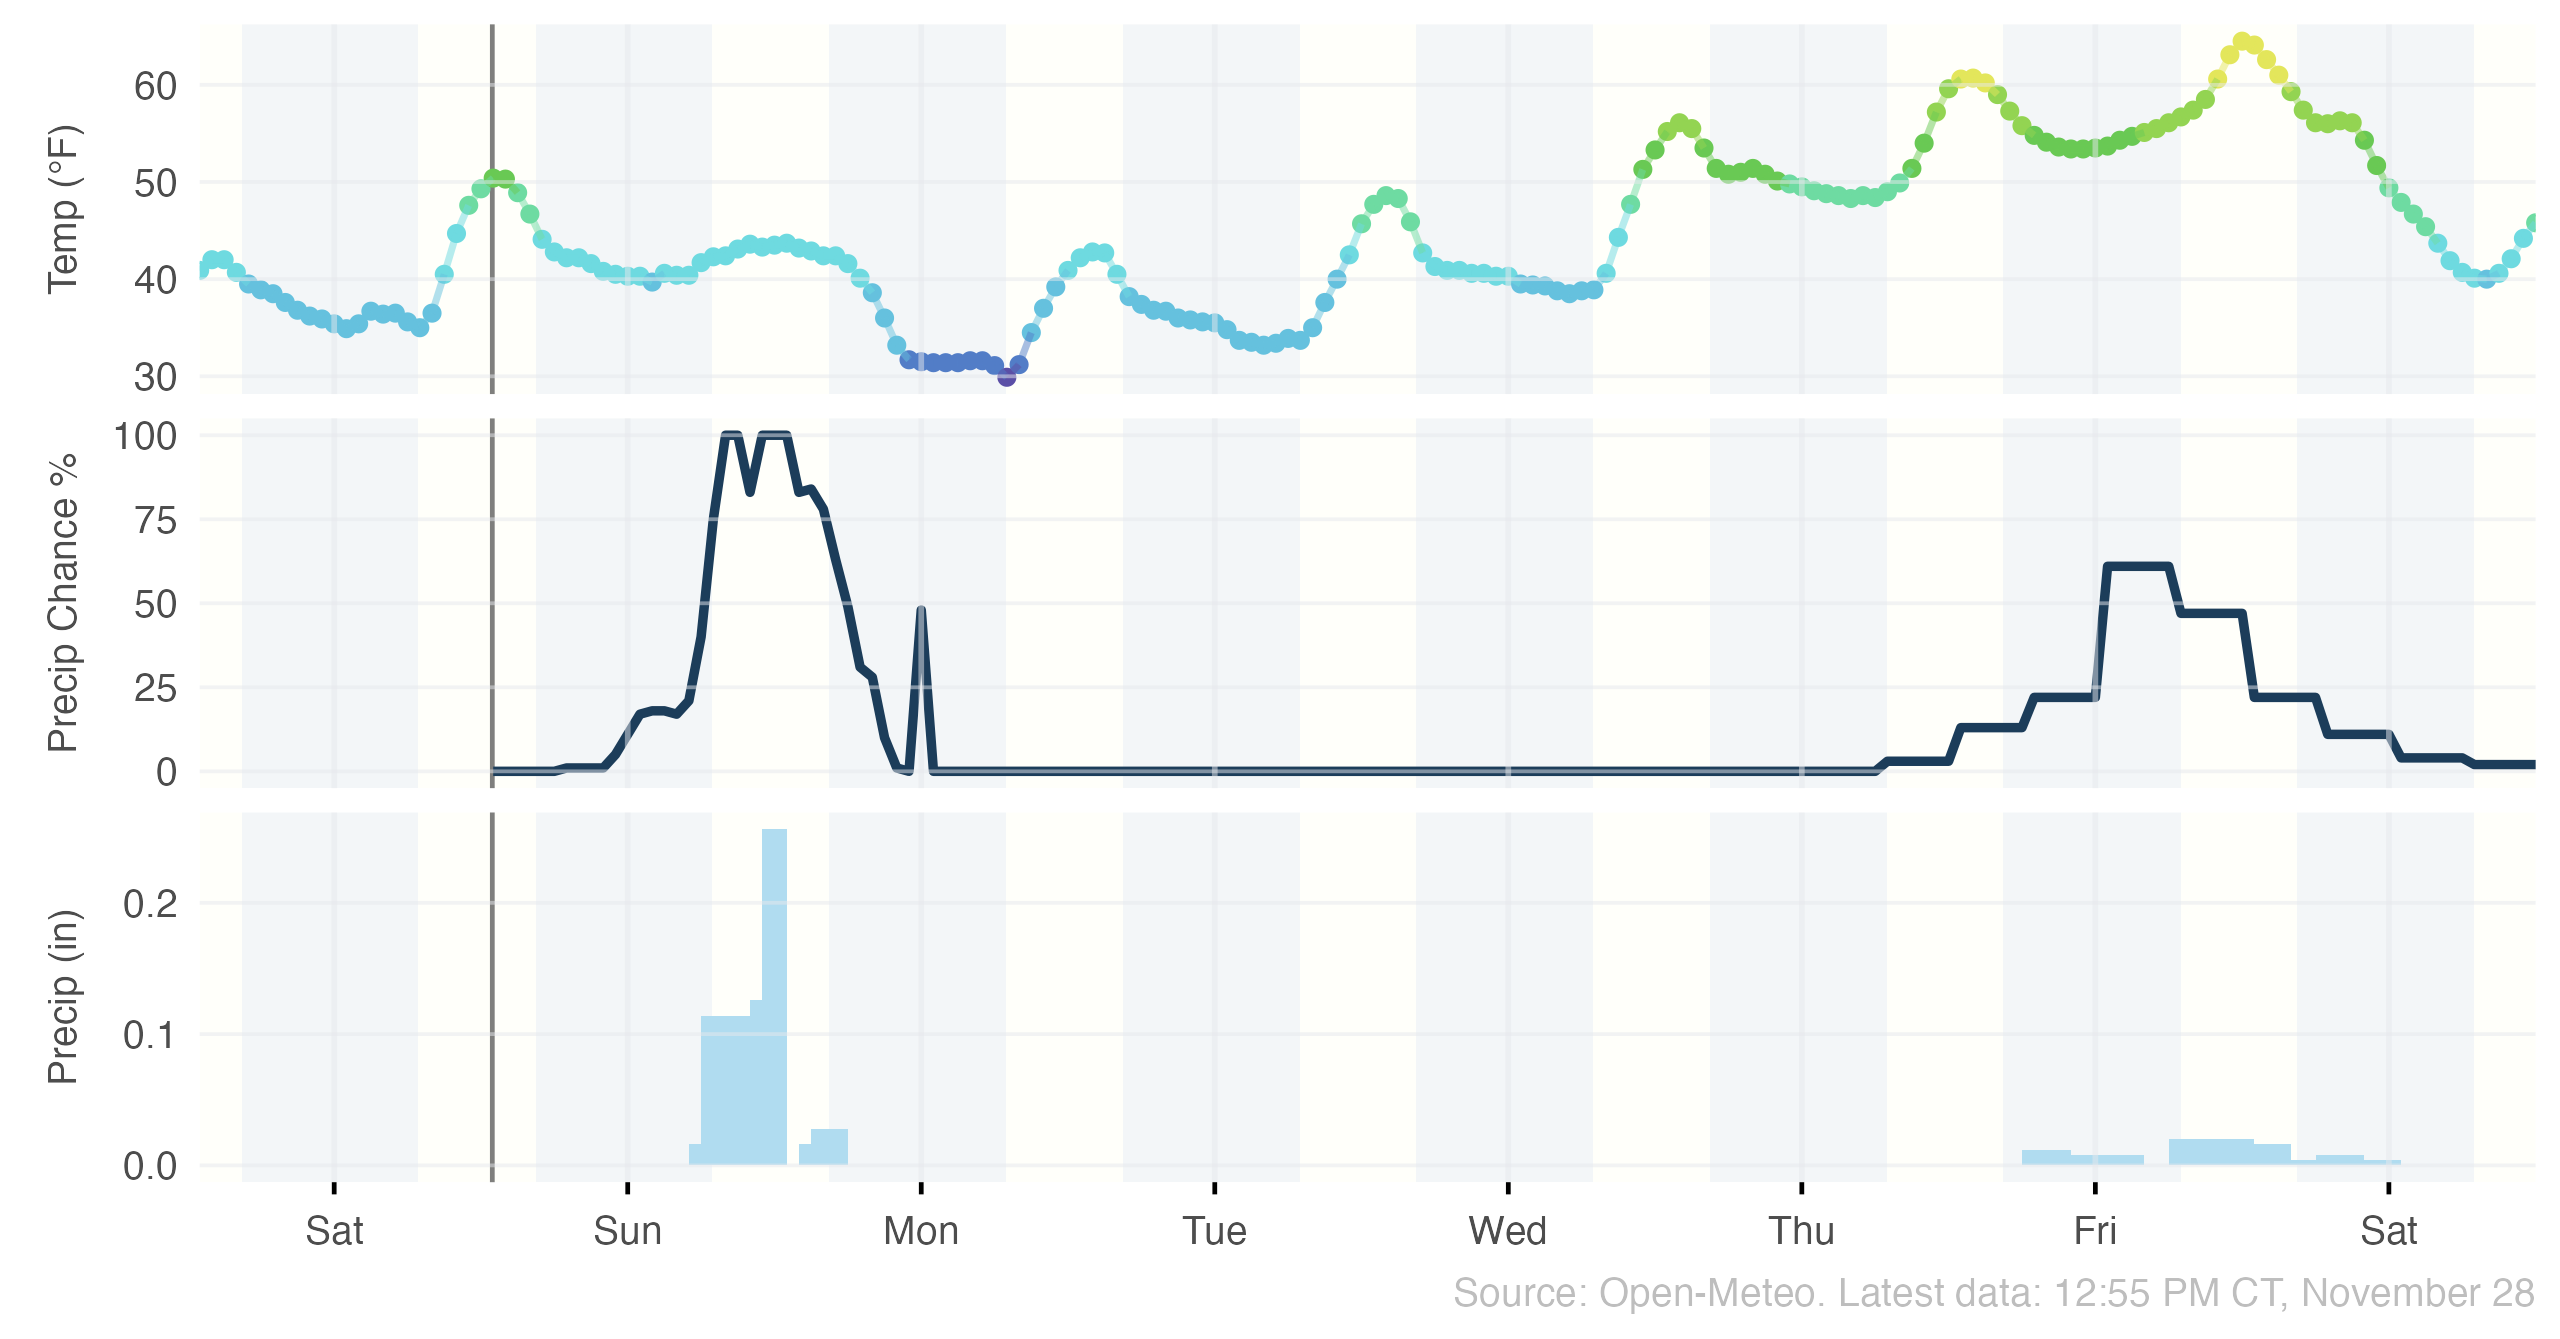 Temp (°F)
60
50
40
30
Precip Chance %
100
75
50
25
0
Precip (in)
0.2
0.1
0.0
Sat Sun Mon Tue Wed Thu Fri Sat
Source: Open-Meteo. Latest data: 12:55 PM CT, November 28